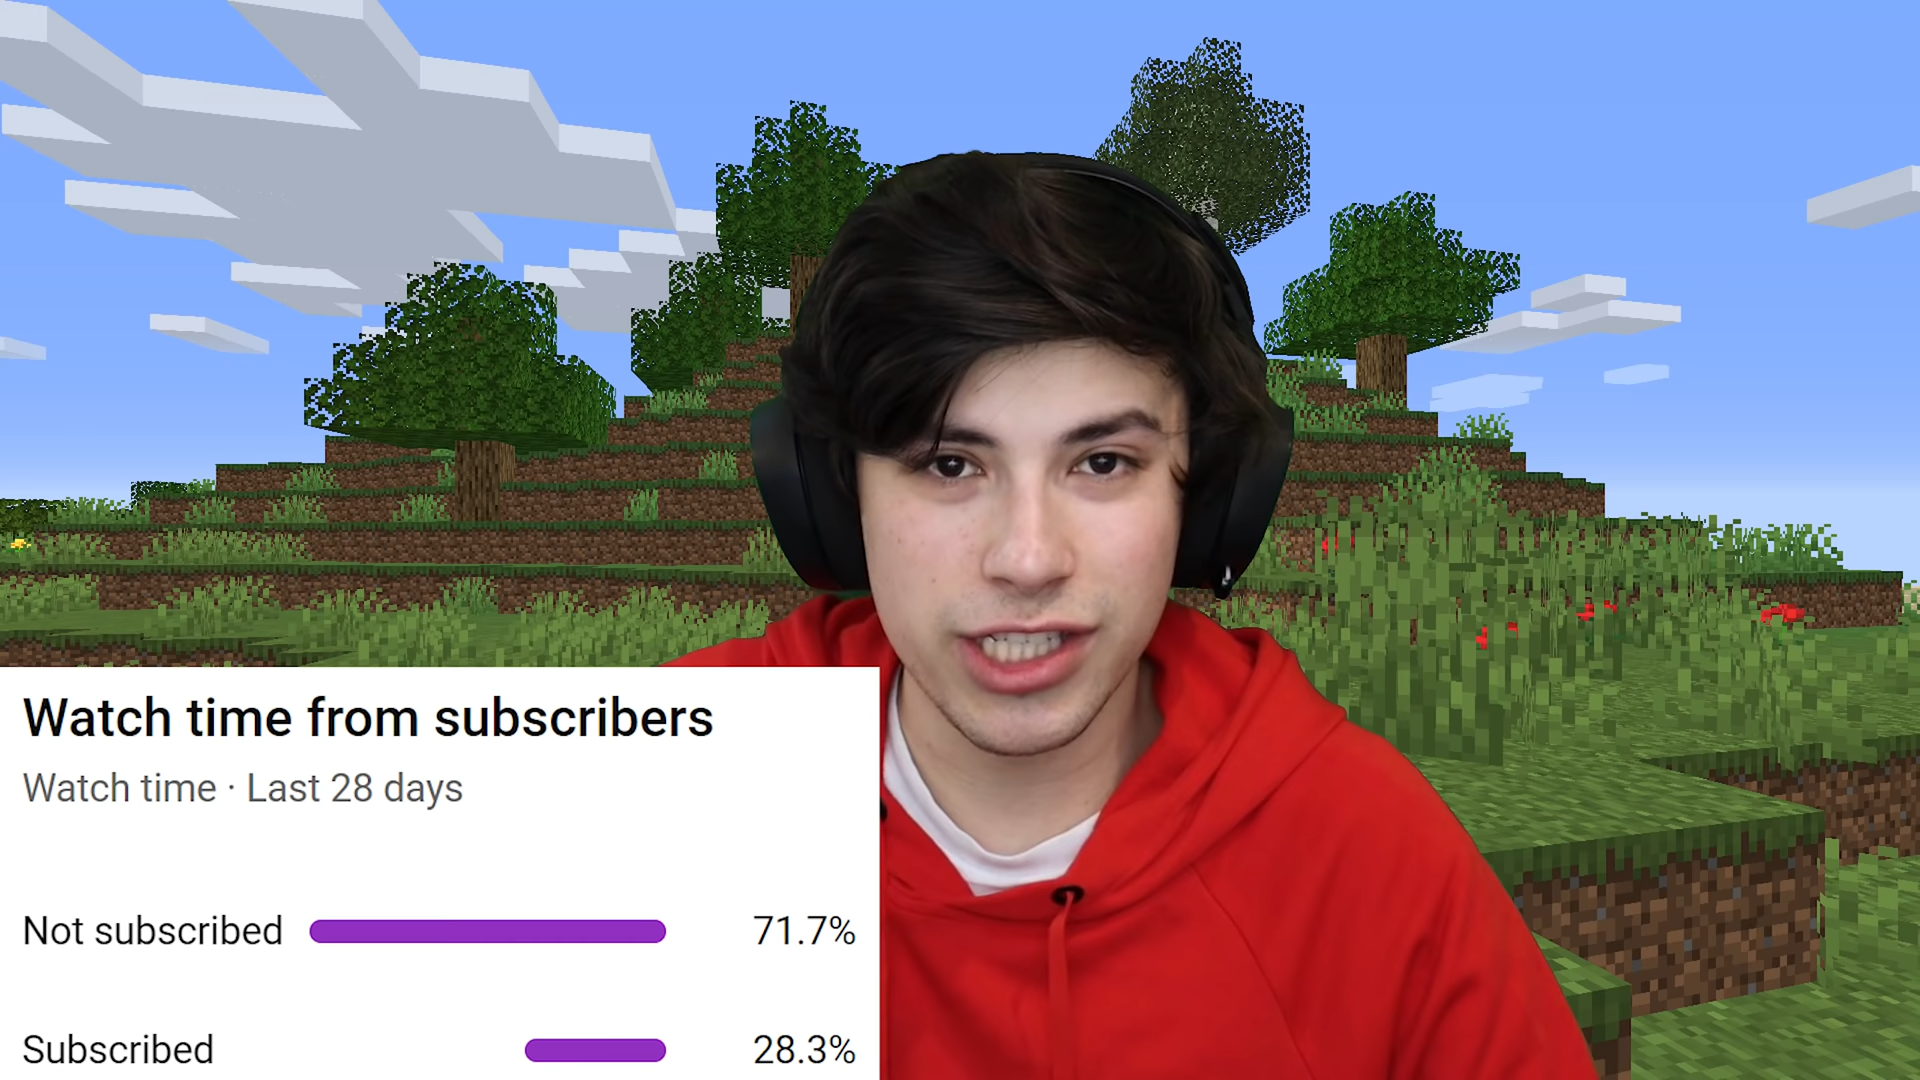 Watch time from subscribers
Watch time · Last 28 days
Not subscribed 71.7%
Subscribed 28.3%